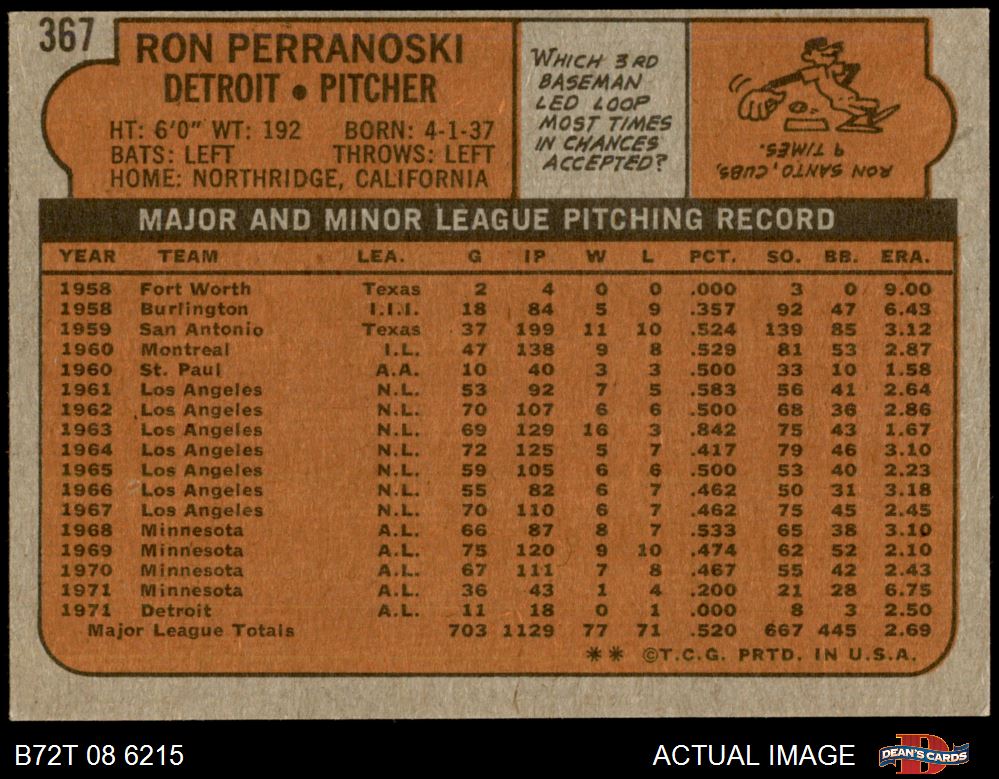 367
RON PERRANOSKI
DETROIT • PITCHER
HT: 6'0" WT: 192 BORN: 4-1-37
BATS: LEFT THROWS: LEFT
HOME: NORTHRIDGE, CALIFORNIA
WHICH 3RD
BASEMAN
LED LOOP
MOST TIMES
IN CHANCES
ACCEPTED?
RON SANTO, CUBS,
9 TIMES.
MAJOR AND MINOR LEAGUE PITCHING RECORD
YEAR TEAM LEA. G IP W L PCT. SO. BB. ERA.
1958 Fort Worth Texas 2 4 0 0 .000 3 0 9.00
1958 Burlington I.I.I. 18 84 5 9 .357 92 47 6.43
1959 San Antonio Texas 37 199 11 10 .524 139 85 3.12
1960 Montreal I.L. 47 138 9 8 .529 81 53 2.87
1960 St. Paul A.A. 10 40 3 3 .500 33 10 1.58
1961 Los Angeles N.L. 53 92 7 5 .583 56 41 2.64
1962 Los Angeles N.L. 70 107 6 6 .500 68 36 2.86
1963 Los Angeles N.L. 69 129 16 3 .842 75 43 1.67
1964 Los Angeles N.L. 72 125 5 7 .417 79 46 3.10
1965 Los Angeles N.L. 59 105 6 6 .500 53 40 2.23
1966 Los Angeles N.L. 55 82 6 7 .462 50 31 3.18
1967 Los Angeles N.L. 70 110 6 7 .462 75 45 2.45
1968 Minnesota A.L. 66 87 8 7 .533 65 38 3.10
1969 Minnesota A.L. 75 120 9 10 .474 62 52 2.10
1970 Minnesota A.L. 67 111 7 8 .467 55 42 2.43
1971 Minnesota A.L. 36 43 1 4 .200 21 28 6.75
1971 Detroit A.L. 11 18 0 1 .000 8 3 2.50
Major League Totals 703 1129 77 71 .520 667 445 2.69
** ©T.C.G. PRTD. IN U.S.A.
B72T 08 6215 ACTUAL IMAGE DEAN'S CARDS